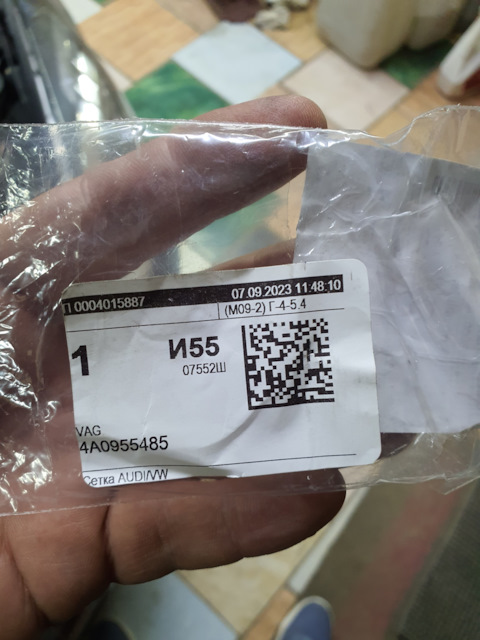 П 0004015887 07.09.2023 11:48:10
(М09-2) Г-4-5.4
1 И55
07552Ш
VAG
4A0955485
Сетка AUDI/VW